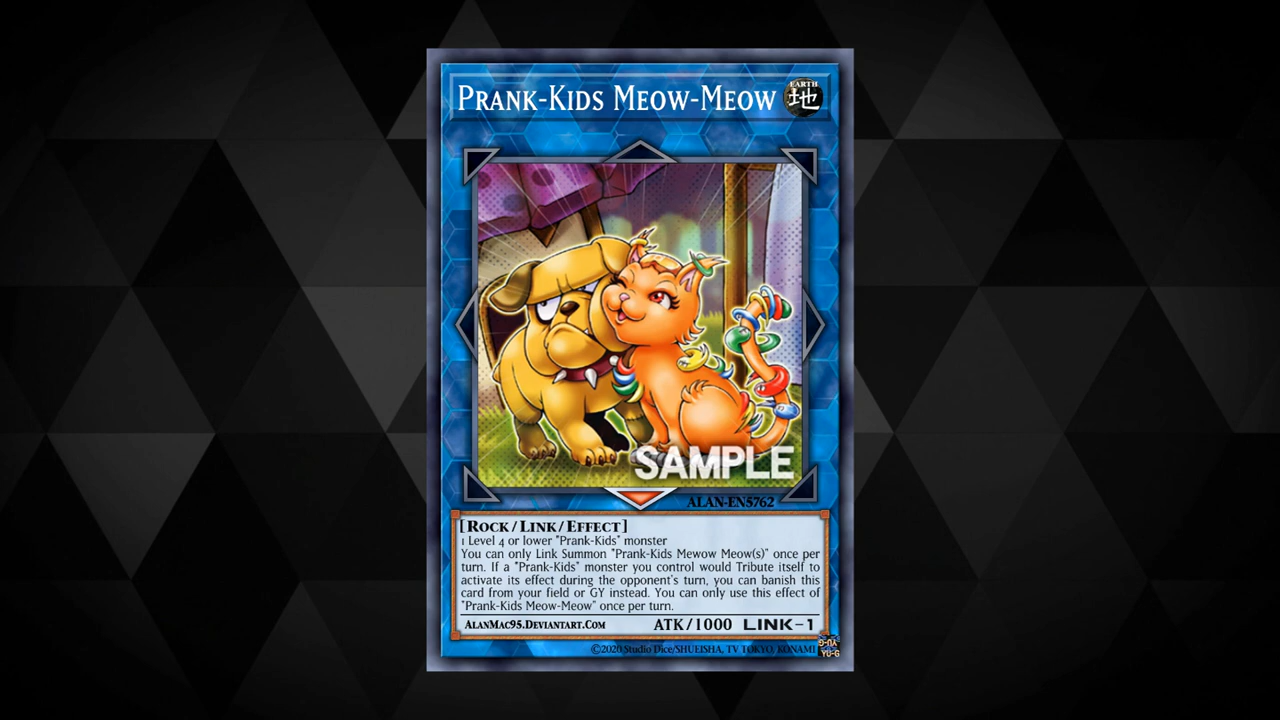 PRANK-KIDS MEOW-MEOW
EARTH
地
SAMPLE
ALAN-EN5762
[ROCK/LINK/EFFECT]
1 Level 4 or lower "Prank-Kids" monster
You can only Link Summon "Prank-Kids Mewow Meow(s)" once per
turn. If a "Prank-Kids" monster you control would Tribute itself to
activate its effect during the opponent's turn, you can banish this
card from your field or GY instead. You can only use this effect of
"Prank-Kids Meow-Meow" once per turn.
ALANMAC95.DEVIANTART.COM ATK/1000 LINK-1
©2020 Studio Dice/SHUEISHA, TV TOKYO, KONAMI